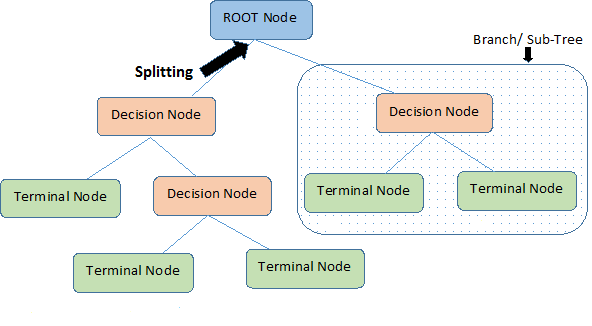 ROOT Node
Branch/ Sub-Tree
Splitting
Decision Node
Decision Node
Terminal Node
Decision Node
Terminal Node
Terminal Node
Terminal Node
Terminal Node